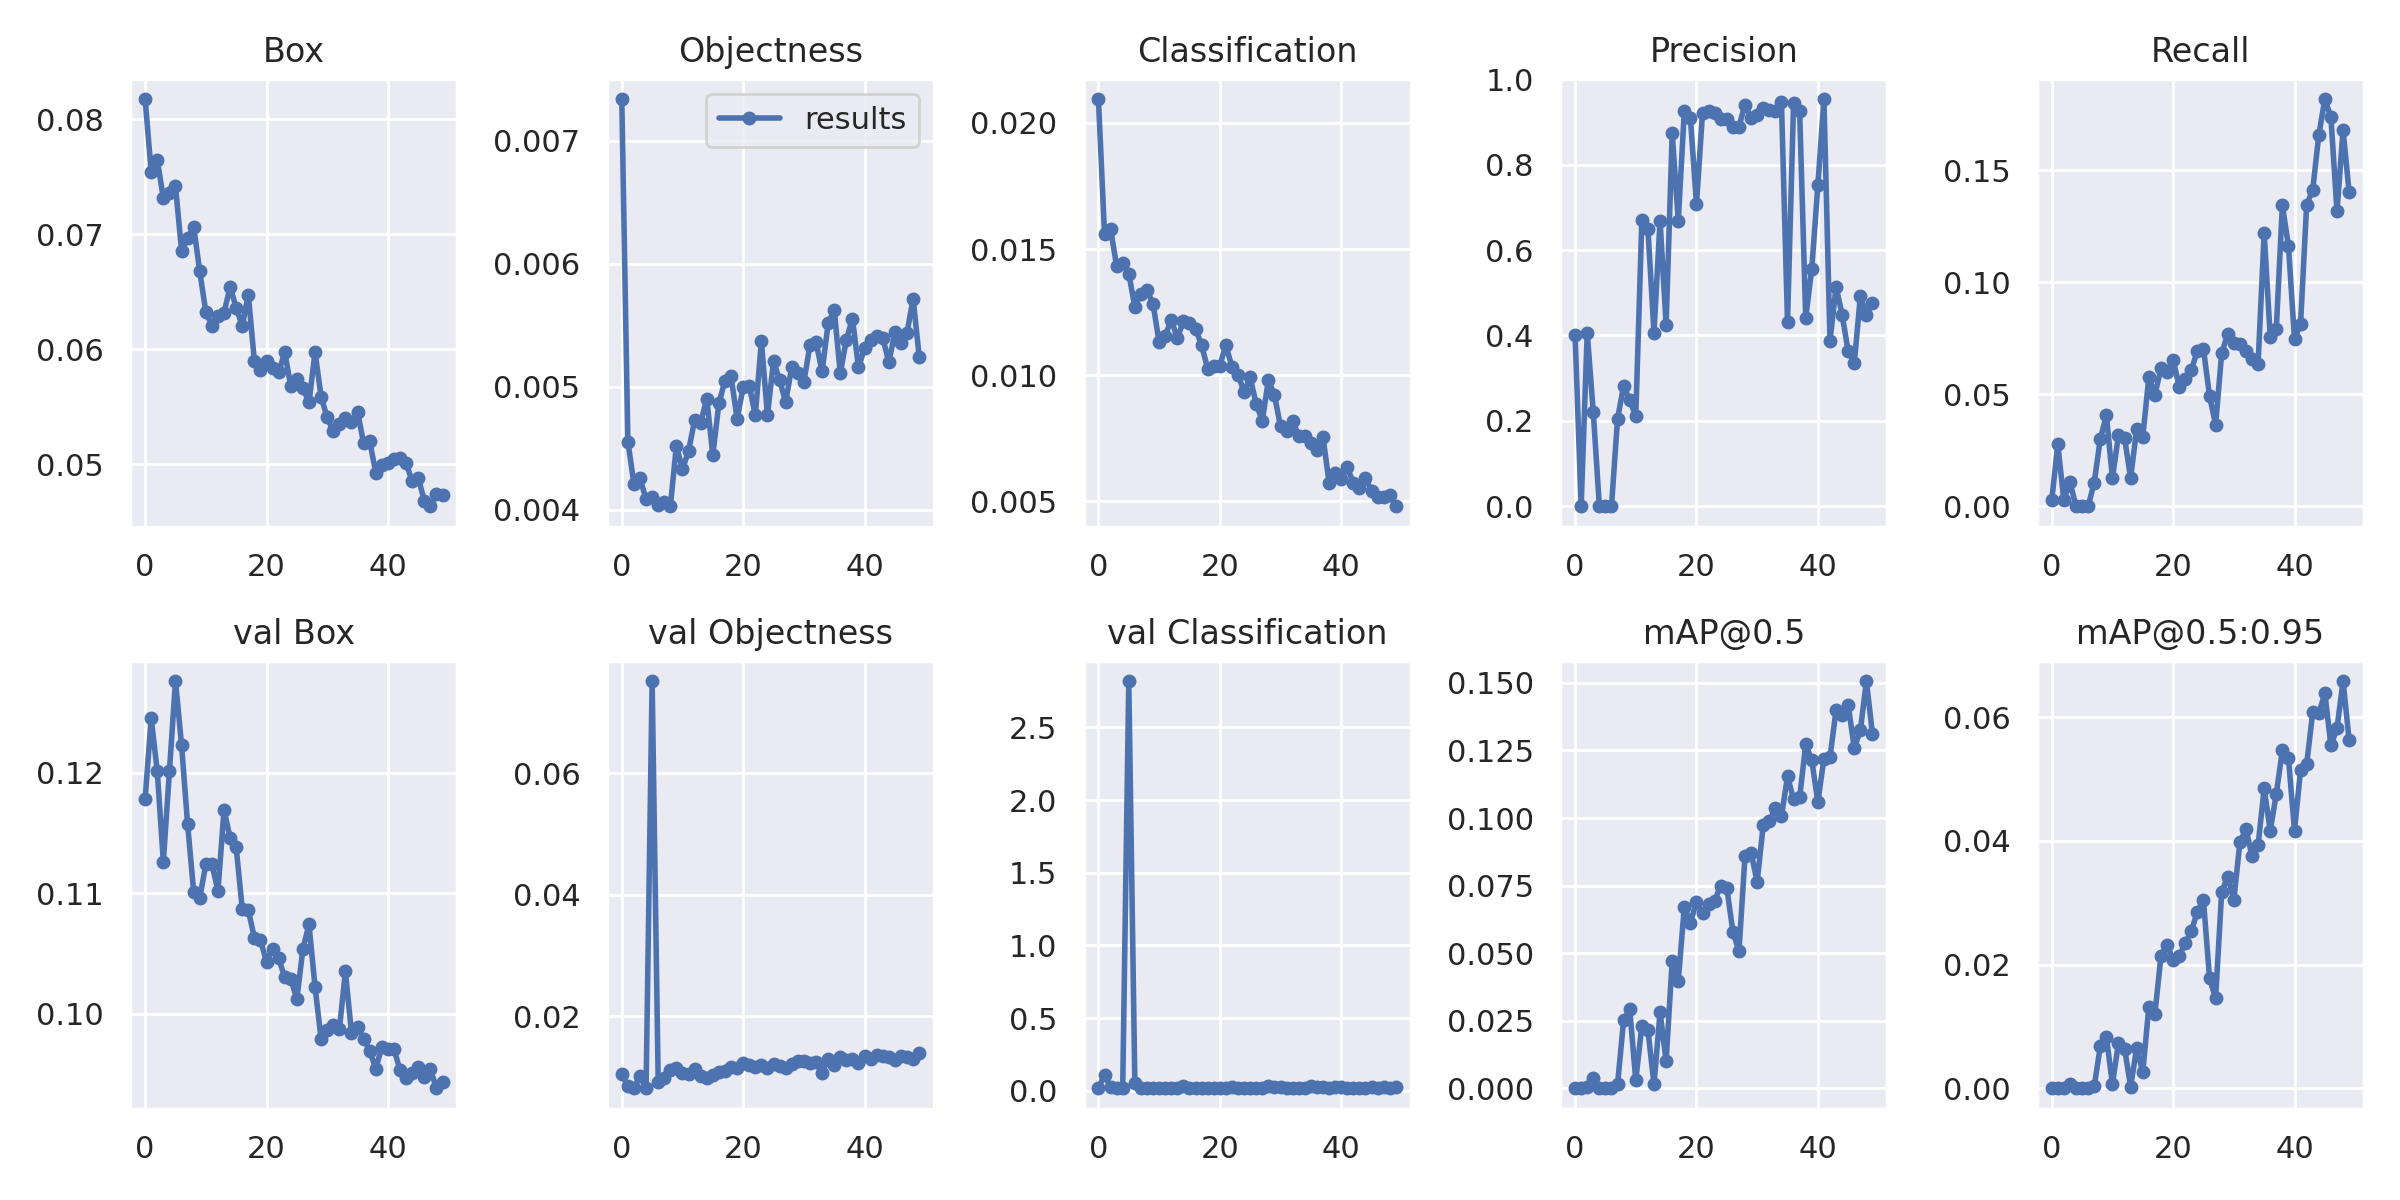 Box
Objectness
Classification
Precision
Recall
0.08
0.07
0.06
0.05
0 20 40
results
0.007
0.006
0.005
0.004
0 20 40
0.020
0.015
0.010
0.005
0 20 40
1.0
0.8
0.6
0.4
0.2
0.0
0 20 40
0.15
0.10
0.05
0.00
0 20 40
val Box
val Objectness
val Classification
mAP@0.5
mAP@0.5:0.95
0.12
0.11
0.10
0 20 40
0.06
0.04
0.02
0 20 40
2.5
2.0
1.5
1.0
0.5
0.0
0 20 40
0.150
0.125
0.100
0.075
0.050
0.025
0.000
0 20 40
0.06
0.04
0.02
0.00
0 20 40